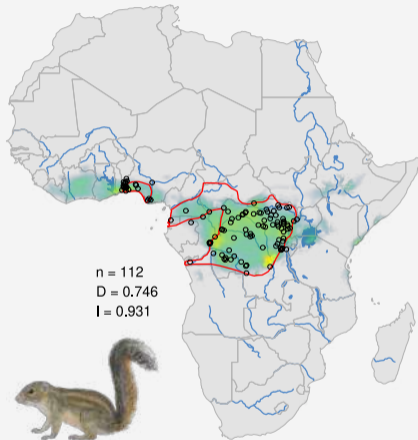 n = 112
D = 0.746
I = 0.931